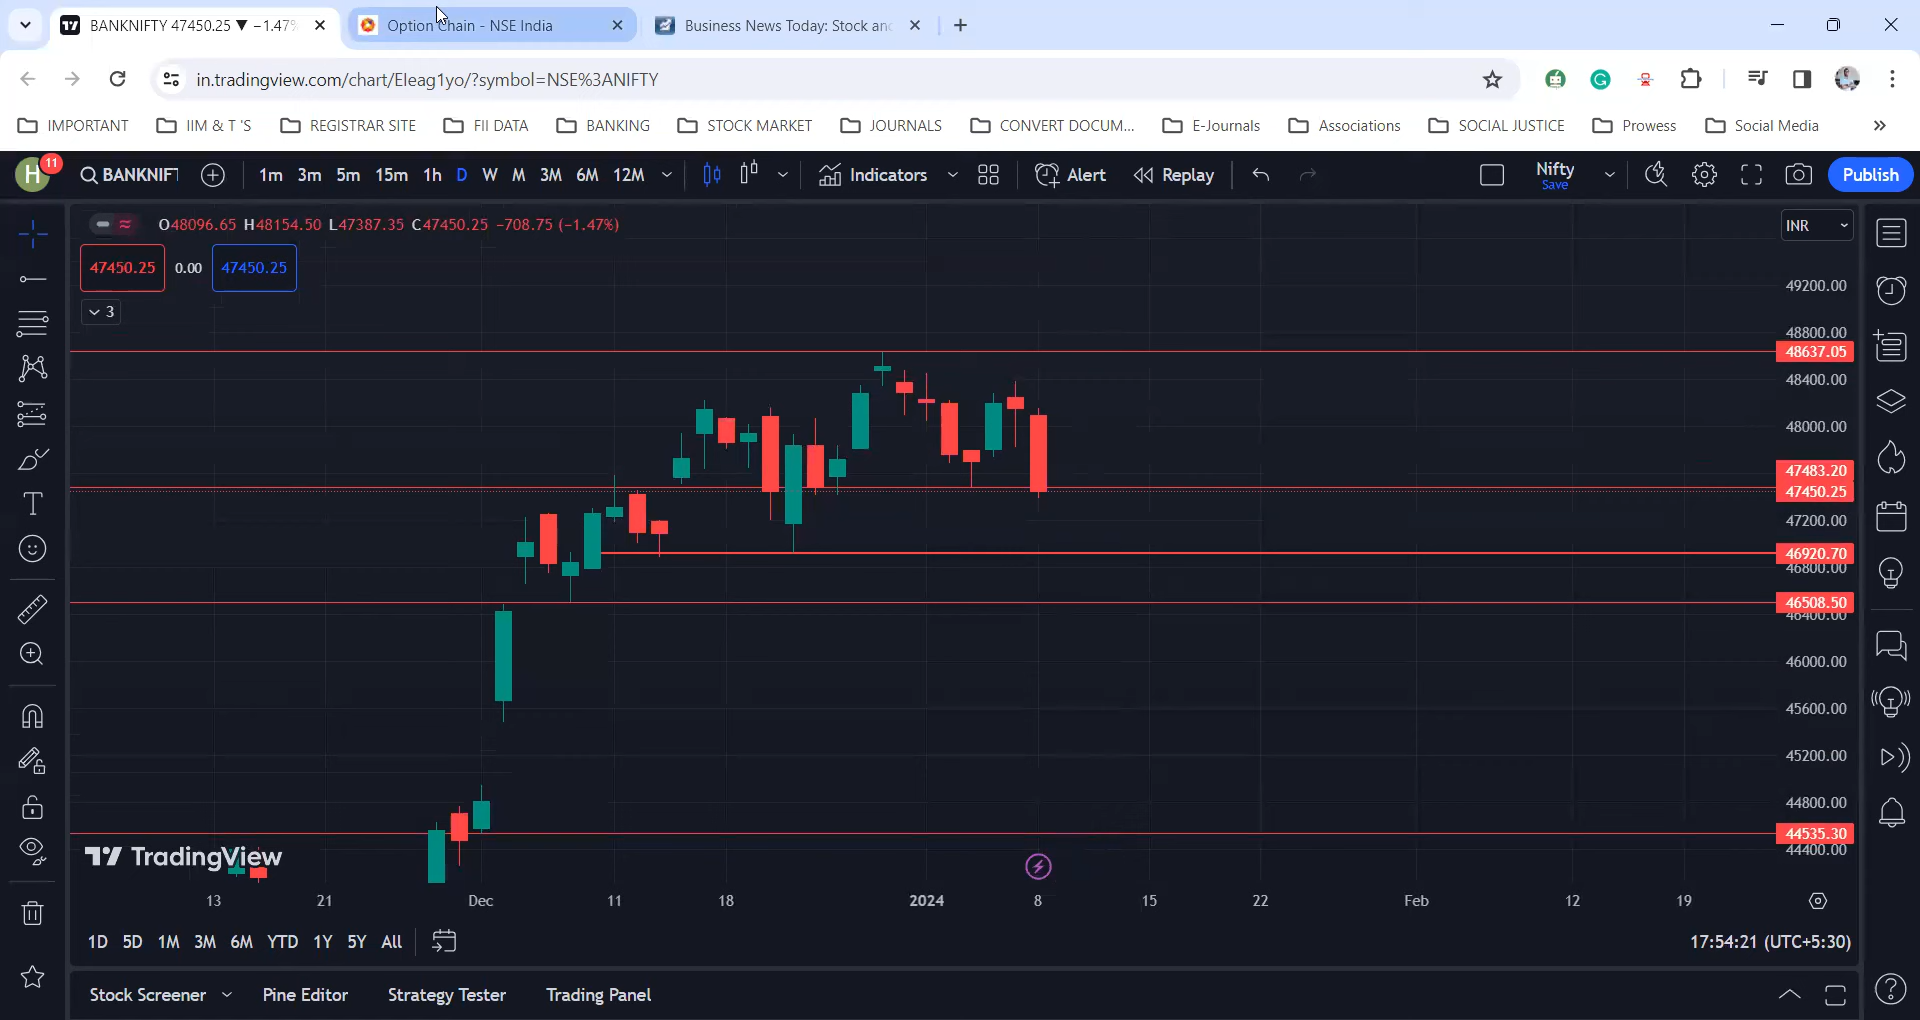 BANKNIFTY 47450.25 ▼ −1.47%
Option Chain - NSE India
Business News Today: Stock and
in.tradingview.com/chart/Eleag1yo/?symbol=NSE%3ANIFTY
IMPORTANT
IIM & T 'S
REGISTRAR SITE
FII DATA
BANKING
STOCK MARKET
JOURNALS
CONVERT DOCUM...
E-Journals
Associations
SOCIAL JUSTICE
Prowess
Social Media
»
H
11
BANKNIFT
1m 3m 5m 15m 1h D W M 3M 6M 12M
Indicators
Alert
Replay
Nifty
Save
Publish
O48096.65 H48154.50 L47387.35 C47450.25 −708.75 (−1.47%)
INR
47450.25
0.00
47450.25
3
49200.00
48800.00
48637.05
48400.00
48000.00
47483.20
47450.25
47200.00
46920.70
46800.00
46508.50
46400.00
46000.00
45600.00
45200.00
44800.00
44535.30
44400.00
TradingView
13 21 Dec 11 18 2024 8 15 22 Feb 12 19
1D 5D 1M 3M 6M YTD 1Y 5Y All
17:54:21 (UTC+5:30)
Stock Screener
Pine Editor
Strategy Tester
Trading Panel